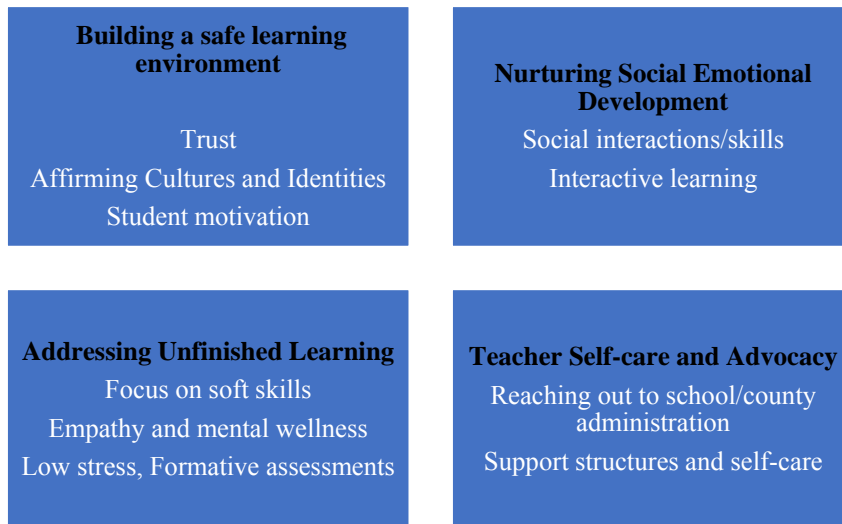 Building a safe learning
environment
Trust
Affirming Cultures and Identities
Student motivation
Nurturing Social Emotional
Development
Social interactions/skills
Interactive learning
Addressing Unfinished Learning
Focus on soft skills
Empathy and mental wellness
Low stress, Formative assessments
Teacher Self-care and Advocacy
Reaching out to school/county
administration
Support structures and self-care